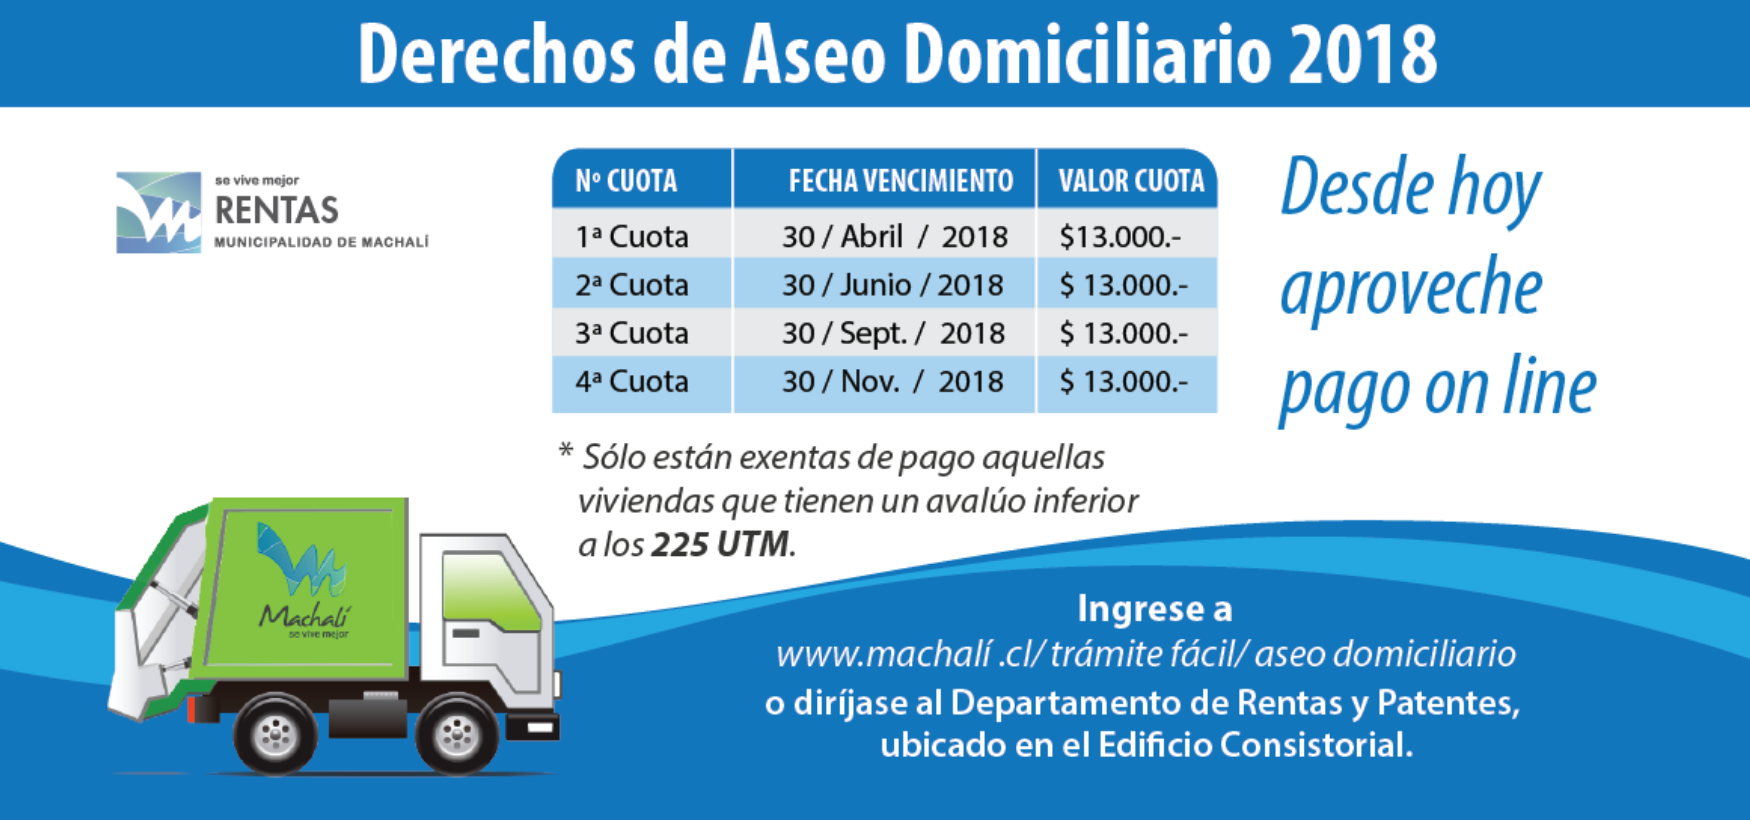 Derechos de Aseo Domiciliario 2018
se vive mejor
RENTAS
MUNICIPALIDAD DE MACHALÍ
Nº CUOTA FECHA VENCIMIENTO VALOR CUOTA
1ª Cuota 30 / Abril / 2018 $13.000.-
2ª Cuota 30 / Junio / 2018 $ 13.000.-
3ª Cuota 30 / Sept. / 2018 $ 13.000.-
4ª Cuota 30 / Nov. / 2018 $ 13.000.-
* Sólo están exentas de pago aquellas
viviendas que tienen un avalúo inferior
a los 225 UTM.
Desde hoy
aproveche
pago on line
Machalí
se vive mejor
Ingrese a
www.machalí .cl/ trámite fácil/ aseo domiciliario
o diríjase al Departamento de Rentas y Patentes,
ubicado en el Edificio Consistorial.